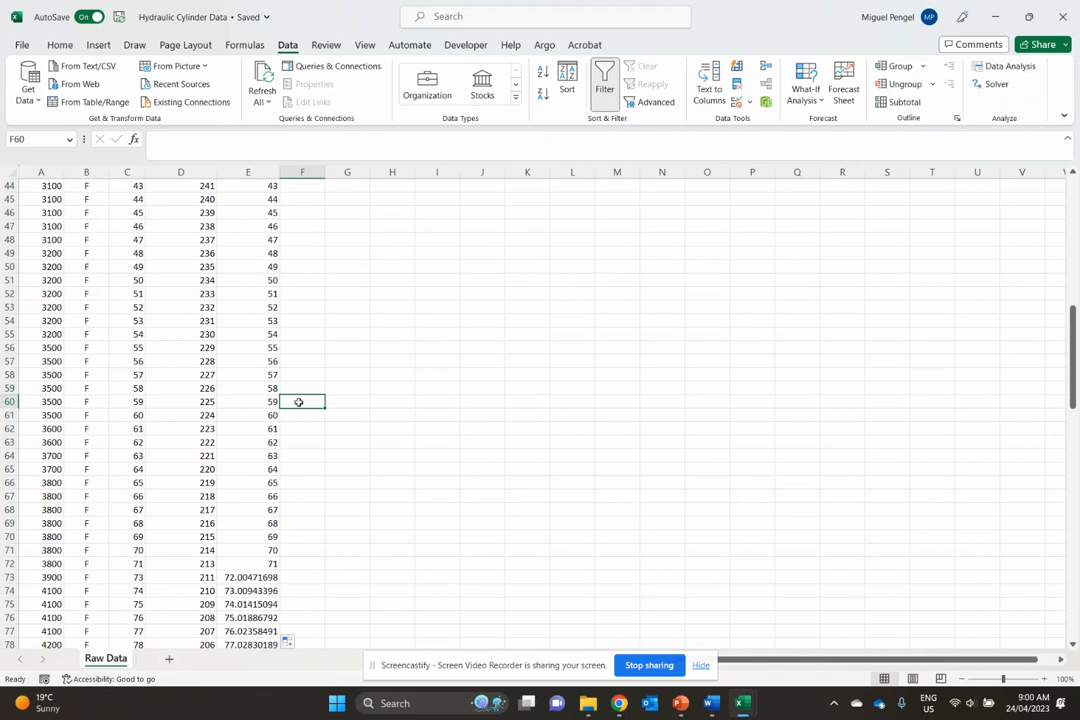 AutoSave On Hydraulic Cylinder Data • Saved Search Miguel Pengel MP
File Home Insert Draw Page Layout Formulas Data Review View Automate Developer Help Argo Acrobat Comments Share
Get Data From Text/CSV From Picture Refresh All Queries & Connections Organization Stocks Sort Filter Clear Text to Columns What-If Analysis Forecast Sheet Group Data Analysis
From Web Recent Sources Properties Reapply Ungroup Solver
From Table/Range Existing Connections Edit Links Advanced Subtotal
Get & Transform Data Queries & Connections Data Types Sort & Filter Data Tools Forecast Outline Analyze
F60 fx
A B C D E F G H I J K L M N O P Q R S T U V
44 3100 F 43 241 43
45 3100 F 44 240 44
46 3100 F 45 239 45
47 3100 F 46 238 46
48 3100 F 47 237 47
49 3200 F 48 236 48
50 3200 F 49 235 49
51 3200 F 50 234 50
52 3200 F 51 233 51
53 3200 F 52 232 52
54 3200 F 53 231 53
55 3200 F 54 230 54
56 3500 F 55 229 55
57 3500 F 56 228 56
58 3500 F 57 227 57
59 3500 F 58 226 58
60 3500 F 59 225 59
61 3500 F 60 224 60
62 3600 F 61 223 61
63 3600 F 62 222 62
64 3700 F 63 221 63
65 3700 F 64 220 64
66 3800 F 65 219 65
67 3800 F 66 218 66
68 3800 F 67 217 67
69 3800 F 68 216 68
70 3800 F 69 215 69
71 3800 F 70 214 70
72 3800 F 71 213 71
73 3900 F 73 211 72.00471698
74 4100 F 74 210 73.00943396
75 4100 F 75 209 74.01415094
76 4100 F 76 208 75.01886792
77 4100 F 77 207 76.02358491
78 4200 F 78 206 77.02830189
Raw Data
Screencastify - Screen Video Recorder is sharing your screen. Stop sharing Hide
Ready Accessibility: Good to go 100%
19°C Sunny Search ENG US 9:00 AM 24/04/2023